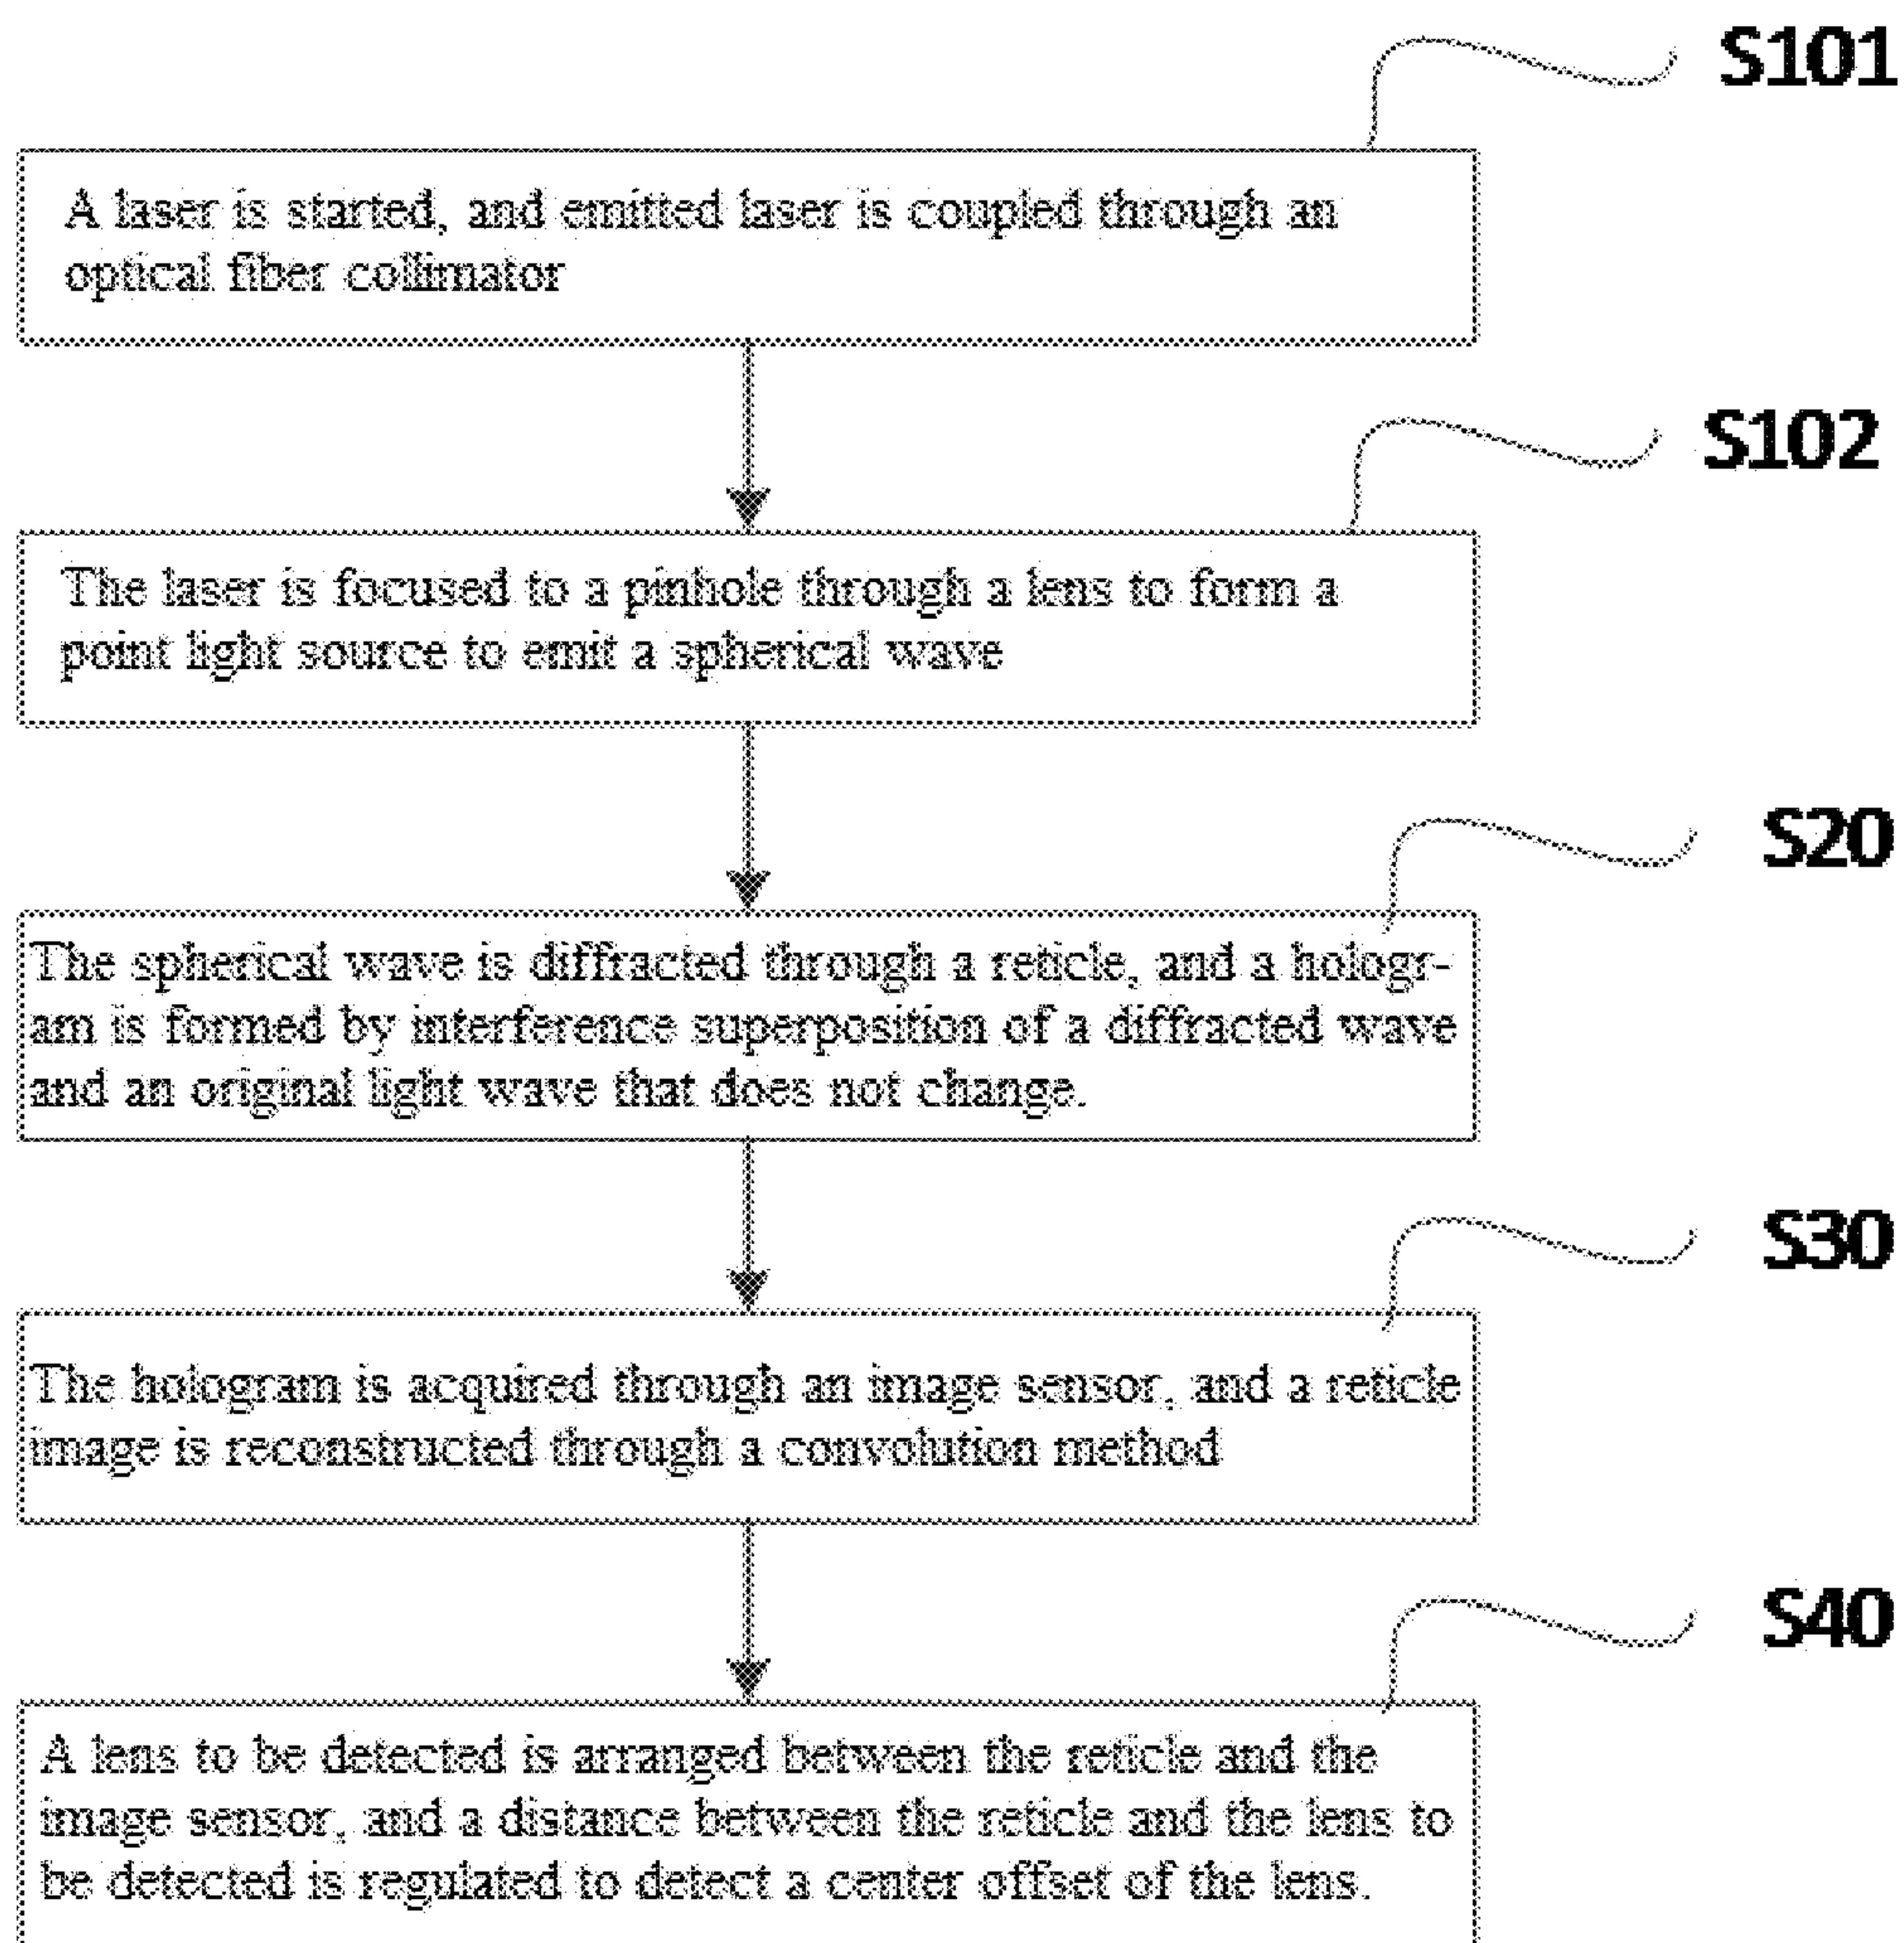 S101
A laser is started, and emitted laser is coupled through an
optical fiber collimator
S102
The laser is focused to a pinhole through a lens to form a
point light source to emit a spherical wave
S20
The spherical wave is diffracted through a reticle, and a hologr-
am is formed by interference superposition of a diffracted wave
and an original light wave that does not change.
S30
The hologram is acquired through an image sensor, and a reticle
image is reconstructed through a convolution method
S40
A lens to be detected is arranged between the reticle and the
image sensor, and a distance between the reticle and the lens to
be detected is regulated to detect a center offset of the lens.